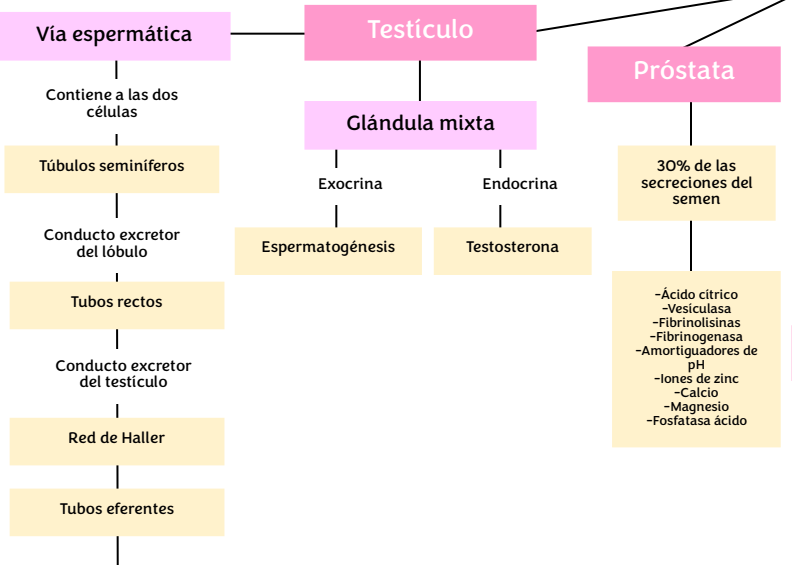 Vía espermática
Contiene a las dos
células
Túbulos seminíferos
Conducto excretor
del lóbulo
Tubos rectos
Conducto excretor
del testículo
Red de Haller
Tubos eferentes
Testículo
Glándula mixta
Exocrina
Espermatogénesis
Endocrina
Testosterona
Próstata
30% de las
secreciones del
semen
-Ácido cítrico
-Vesículasa
-Fibrinolisinas
-Fibrinogenasa
-Amortiguadores de
pH
-Iones de zinc
-Calcio
-Magnesio
-Fosfatasa ácido